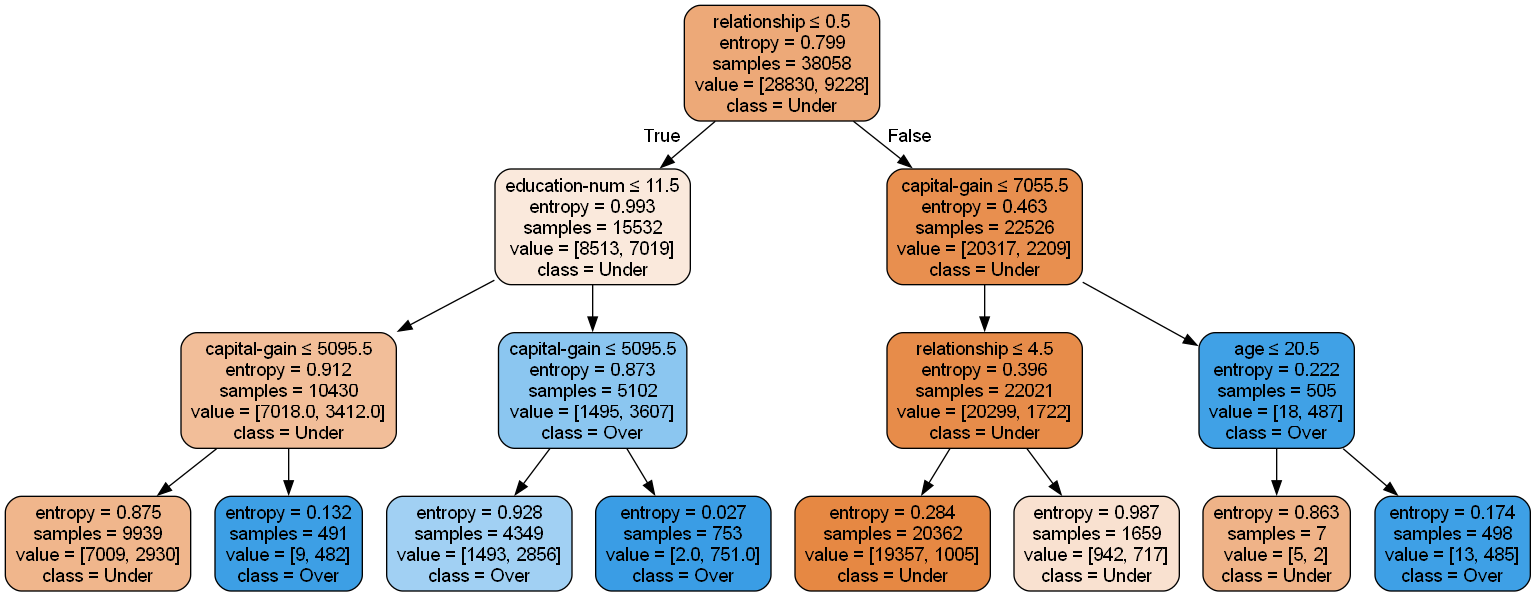 relationship ≤ 0.5
entropy = 0.799
samples = 38058
value = [28830, 9228]
class = Under
True
False
education-num ≤ 11.5
entropy = 0.993
samples = 15532
value = [8513, 7019]
class = Under
capital-gain ≤ 7055.5
entropy = 0.463
samples = 22526
value = [20317, 2209]
class = Under
capital-gain ≤ 5095.5
entropy = 0.912
samples = 10430
value = [7018.0, 3412.0]
class = Under
capital-gain ≤ 5095.5
entropy = 0.873
samples = 5102
value = [1495, 3607]
class = Over
relationship ≤ 4.5
entropy = 0.396
samples = 22021
value = [20299, 1722]
class = Under
age ≤ 20.5
entropy = 0.222
samples = 505
value = [18, 487]
class = Over
entropy = 0.875
samples = 9939
value = [7009, 2930]
class = Under
entropy = 0.132
samples = 491
value = [9, 482]
class = Over
entropy = 0.928
samples = 4349
value = [1493, 2856]
class = Over
entropy = 0.027
samples = 753
value = [2.0, 751.0]
class = Over
entropy = 0.284
samples = 20362
value = [19357, 1005]
class = Under
entropy = 0.987
samples = 1659
value = [942, 717]
class = Under
entropy = 0.863
samples = 7
value = [5, 2]
class = Under
entropy = 0.174
samples = 498
value = [13, 485]
class = Over